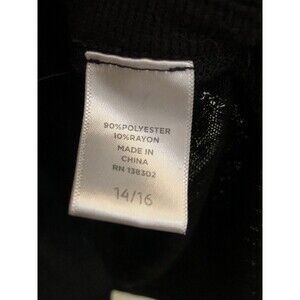 90%POLYESTER
10%RAYON
MADE IN
CHINA
RN 138302
14/16